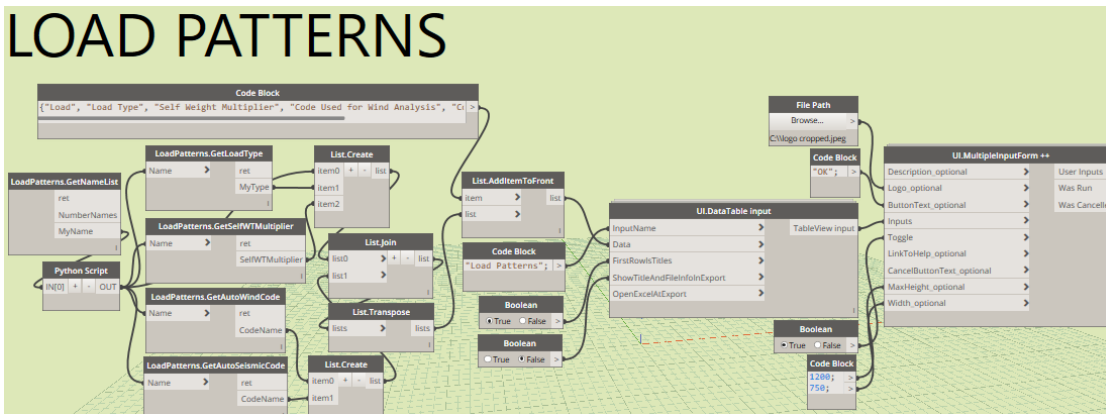 LOAD PATTERNS
Code Block
{"Load", "Load Type", "Self Weight Multiplier", "Code Used for Wind Analysis", "C >
LoadPatterns.GetNameList
ret
NumberNames
MyName
Python Script
IN[0] + - OUT
LoadPatterns.GetLoadType
Name > ret
MyType
LoadPatterns.GetSelfWTMultiplier
Name > ret
SelfWTMultiplier
LoadPatterns.GetAutoWindCode
Name > ret
CodeName
LoadPatterns.GetAutoSeismicCode
Name > ret
CodeName
List.Create
item0 + - list
item1
item2
List.Join
list0 > + - list
list1 >
List.Transpose
lists > lists
List.Create
item0 + - list
item1
List.AddItemToFront
item > list
list >
Code Block
"Load Patterns"; >
Boolean
True False >
Boolean
True False >
UI.DataTable input
InputName > TableView input
Data >
FirstRowIsTitles >
ShowTitleAndFileInfoInExport >
OpenExcelAtExport >
File Path
Browse... >
C:\\logo cropped.jpeg
Code Block
"OK"; >
Boolean
True False >
Code Block
1200; >
750; >
UI.MultipleInputForm ++
Description_optional > User Inputs
Logo_optional > Was Run
ButtonText_optional > Was Cancelle
Inputs >
Toggle >
LinkToHelp_optional >
CancelButtonText_optional >
MaxHeight_optional >
Width_optional >